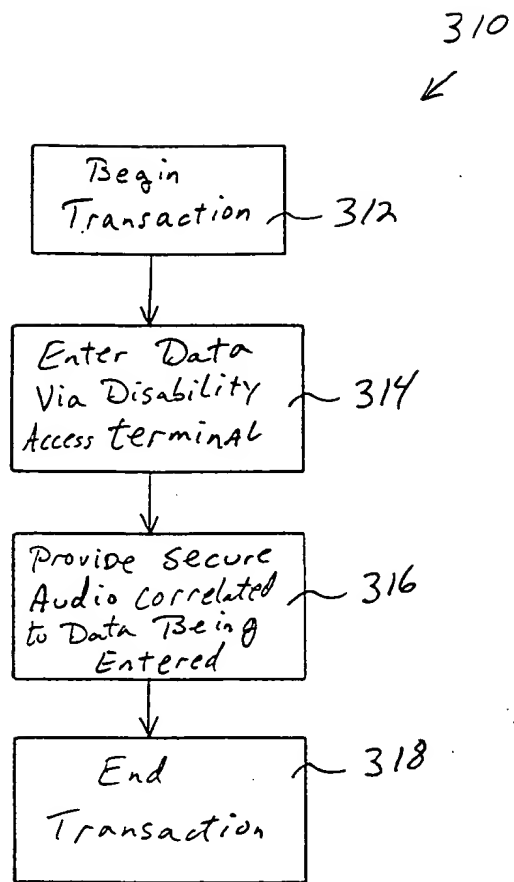 310
Begin
Transaction
312
Enter Data
Via Disability
Access terminal
314
Provide Secure
Audio Correlated
to Data Being
Entered
316
End
Transaction
318